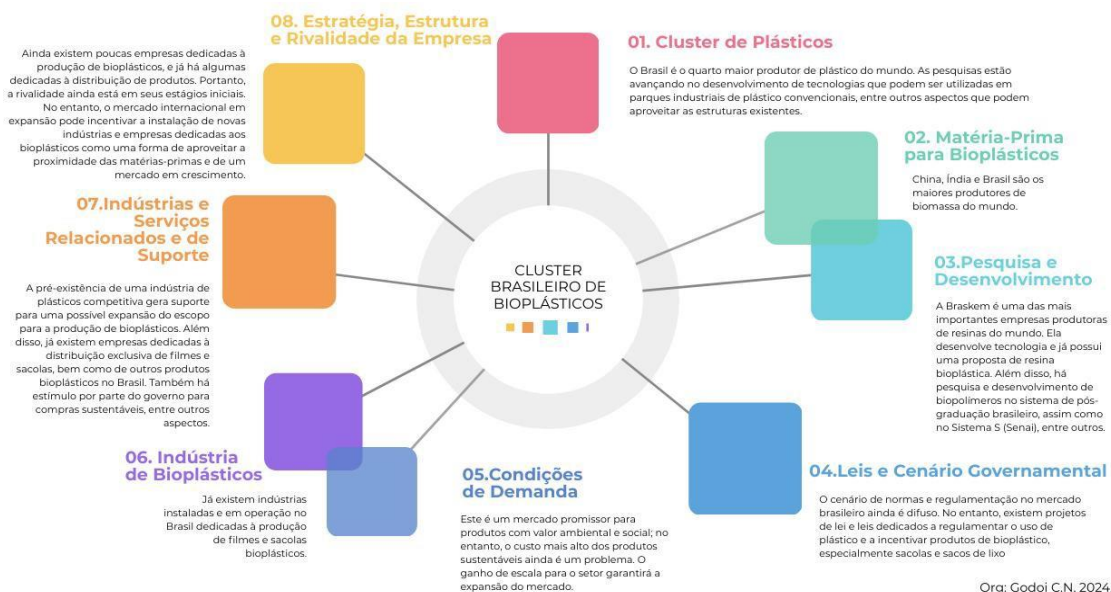 01. Cluster de Plásticos
O Brasil é o quarto maior produtor de plástico do mundo. As pesquisas estão
avançando no desenvolvimento de tecnologias que podem ser utilizadas em
parques industriais de plástico convencionais, entre outros aspectos que podem
aproveitar as estruturas existentes.
02. Matéria-Prima
para Bioplásticos
China, Índia e Brasil são os
maiores produtores de
biomassa do mundo.
03.Pesquisa e
Desenvolvimento
A Braskem é uma das mais
importantes empresas produtoras
de resinas do mundo. Ela
desenvolve tecnologia e já possui
uma proposta de resina
bioplástica. Além disso, há
pesquisa e desenvolvimento de
biopolímeros no sistema de pós-
graduação brasileiro, assim como
no Sistema S (Senai), entre outros.
04.Leis e Cenário Governamental
O cenário de normas e regulamentação no mercado
brasileiro ainda é difuso. No entanto, existem projetos
de lei e leis dedicados a regulamentar o uso de
plástico e a incentivar produtos de bioplástico,
especialmente sacolas e sacos de lixo
05.Condições
de Demanda
Este é um mercado promissor para
produtos com valor ambiental e social; no
entanto, o custo mais alto dos produtos
sustentáveis ainda é um problema. O
ganho de escala para o setor garantirá a
expansão do mercado.
06. Indústria
de Bioplásticos
Já existem indústrias
instaladas e em operação no
Brasil dedicadas à produção
de filmes e sacolas
bioplásticos.
07.Indústrias e
Serviços
Relacionados e de
Suporte
A pré-existência de uma indústria de
plásticos competitiva gera suporte
para uma possível expansão do escopo
para a produção de bioplásticos. Além
disso, já existem empresas dedicadas à
distribuição exclusiva de filmes e
sacolas, bem como de outros produtos
bioplásticos no Brasil. Também há
estímulo por parte do governo para
compras sustentáveis, entre outros
aspectos.
08. Estratégia, Estrutura
e Rivalidade da Empresa
Ainda existem poucas empresas dedicadas à
produção de bioplásticos, e já há algumas
dedicadas à distribuição de produtos. Portanto,
a rivalidade ainda está em seus estágios iniciais.
No entanto, o mercado internacional em
expansão pode incentivar a instalação de novas
indústrias e empresas dedicadas aos
bioplásticos como uma forma de aproveitar a
proximidade das matérias-primas e de um
mercado em crescimento.
CLUSTER
BRASILEIRO DE
BIOPLÁSTICOS
Org: Godoi C.N. 2024